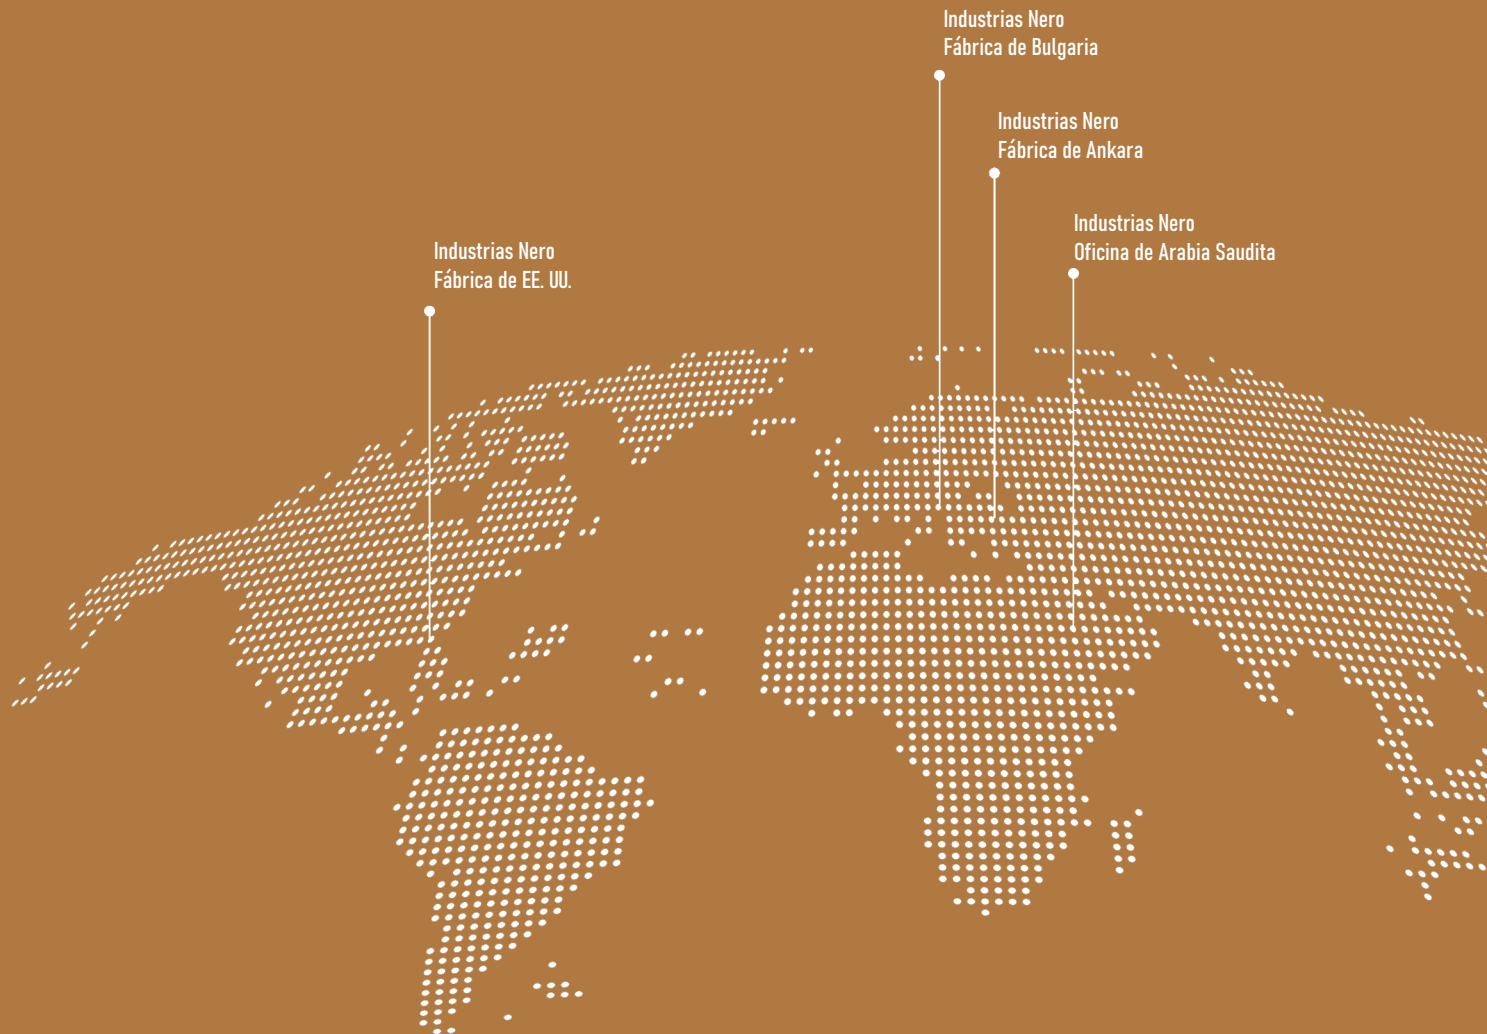 Industrias Nero
Fábrica de Bulgaria
Industrias Nero
Fábrica de Ankara
Industrias Nero
Oficina de Arabia Saudita
Industrias Nero
Fábrica de EE. UU.